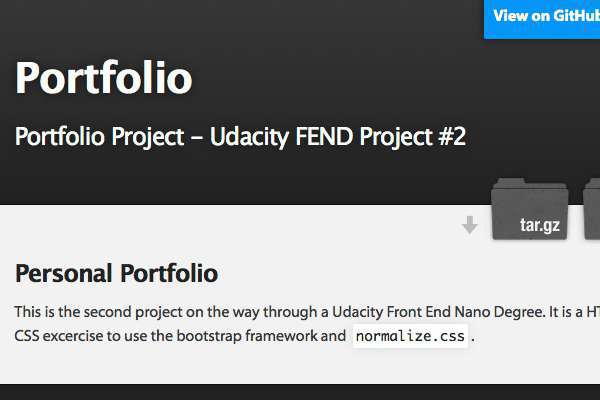 View on GitHub
Portfolio
Portfolio Project – Udacity FEND Project #2
tar.gz
Personal Portfolio
This is the second project on the way through a Udacity Front End Nano Degree. It is a
CSS excercise to use the bootstrap framework and normalize.css.